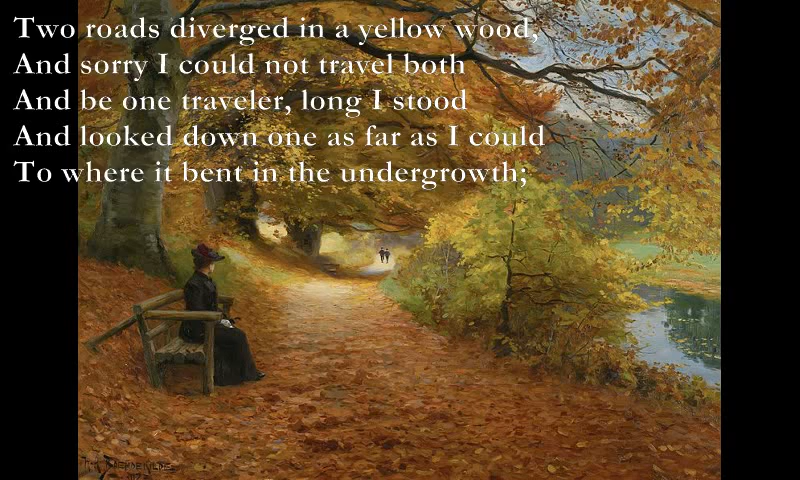 Two roads diverged in a yellow wood,
And sorry I could not travel both
And be one traveler, long I stood
And looked down one as far as I could
To where it bent in the undergrowth;